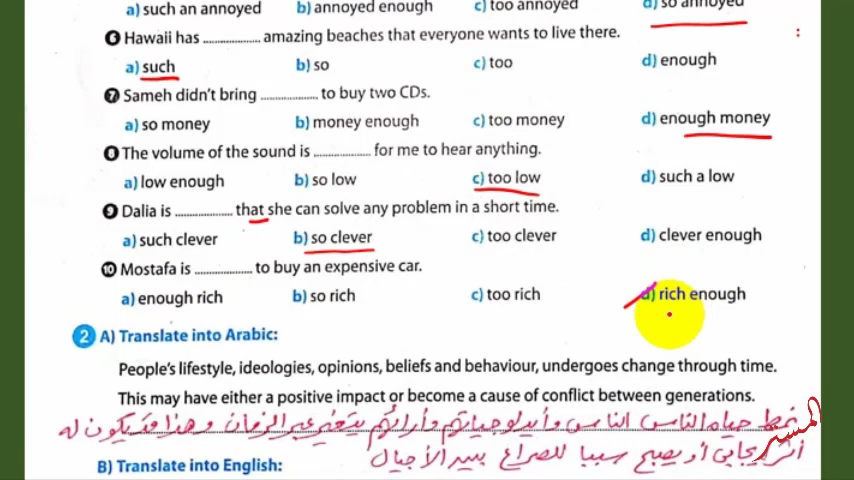 a) such an annoyed b) annoyed enough c) too annoyed d) so annoyed
6 Hawaii has .................. amazing beaches that everyone wants to live there.
a) such b) so c) too d) enough
7 Sameh didn't bring .................. to buy two CDs.
a) so money b) money enough c) too money d) enough money
8 The volume of the sound is .................. for me to hear anything.
a) low enough b) so low c) too low d) such a low
9 Dalia is .................. that she can solve any problem in a short time.
a) such clever b) so clever c) too clever d) clever enough
10 Mostafa is .................. to buy an expensive car.
a) enough rich b) so rich c) too rich d) rich enough
2 A) Translate into Arabic:
People's lifestyle, ideologies, opinions, beliefs and behaviour, undergoes change through time.
This may have either a positive impact or become a cause of conflict between generations.
نمط حياه الناس الناس وأيدلوجياتهم وأرائهم يتغير عبر الزمان وهذا قد يكون له
أثر إيجابى أو يصبح سببا للصراع بين الأجيال
B) Translate into English: